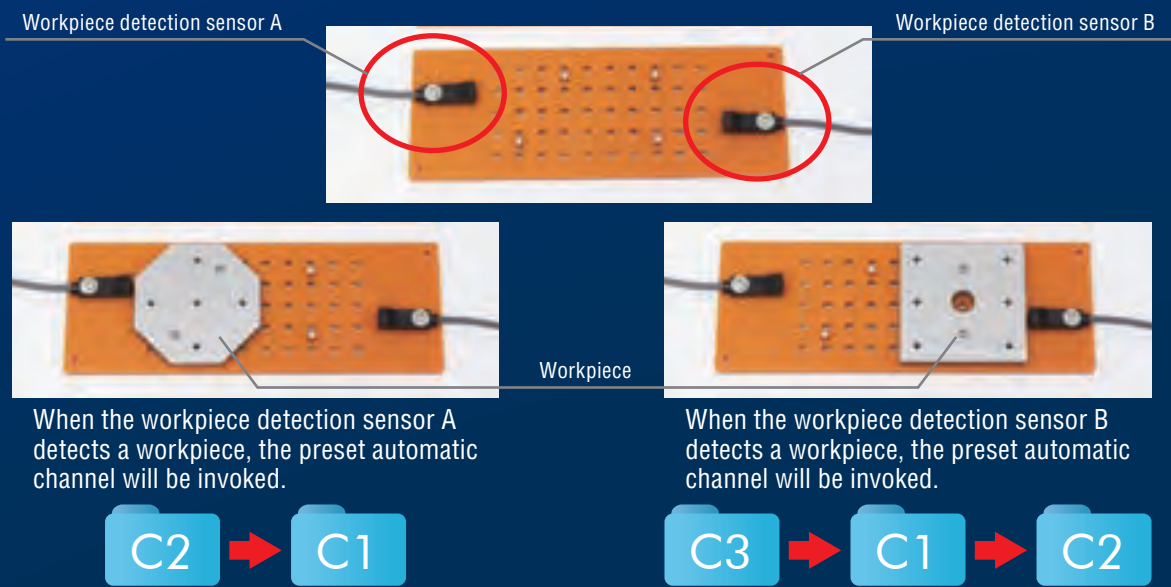 Workpiece detection sensor A
Workpiece detection sensor B
Workpiece
When the workpiece detection sensor A
detects a workpiece, the preset automatic
channel will be invoked.
C2
C1
When the workpiece detection sensor B
detects a workpiece, the preset automatic
channel will be invoked.
C3
C1
C2